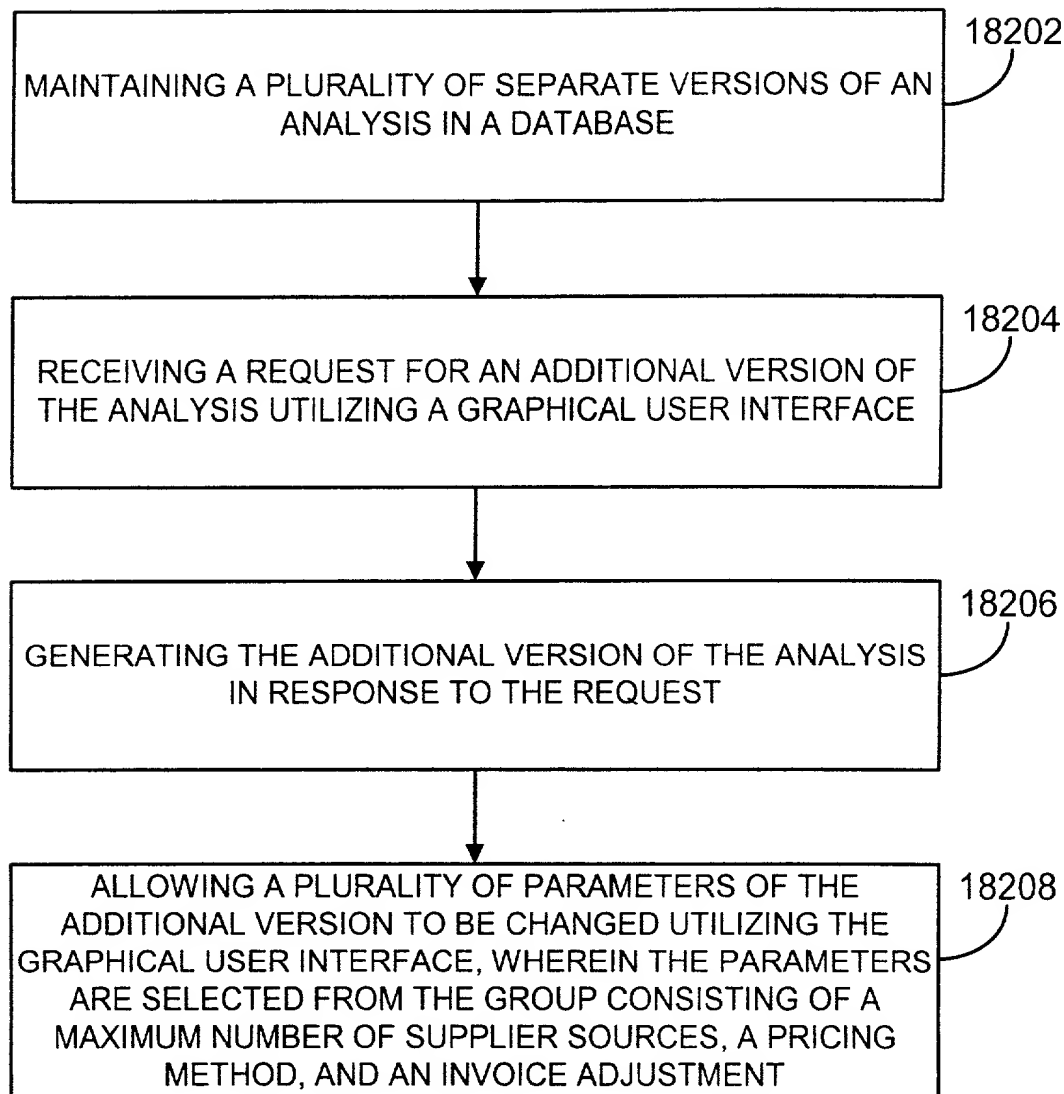 18202
MAINTAINING A PLURALITY OF SEPARATE VERSIONS OF AN
ANALYSIS IN A DATABASE
18204
RECEIVING A REQUEST FOR AN ADDITIONAL VERSION OF
THE ANALYSIS UTILIZING A GRAPHICAL USER INTERFACE
18206
GENERATING THE ADDITIONAL VERSION OF THE ANALYSIS
IN RESPONSE TO THE REQUEST
18208
ALLOWING A PLURALITY OF PARAMETERS OF THE
ADDITIONAL VERSION TO BE CHANGED UTILIZING THE
GRAPHICAL USER INTERFACE, WHEREIN THE PARAMETERS
ARE SELECTED FROM THE GROUP CONSISTING OF A
MAXIMUM NUMBER OF SUPPLIER SOURCES, A PRICING
METHOD, AND AN INVOICE ADJUSTMENT